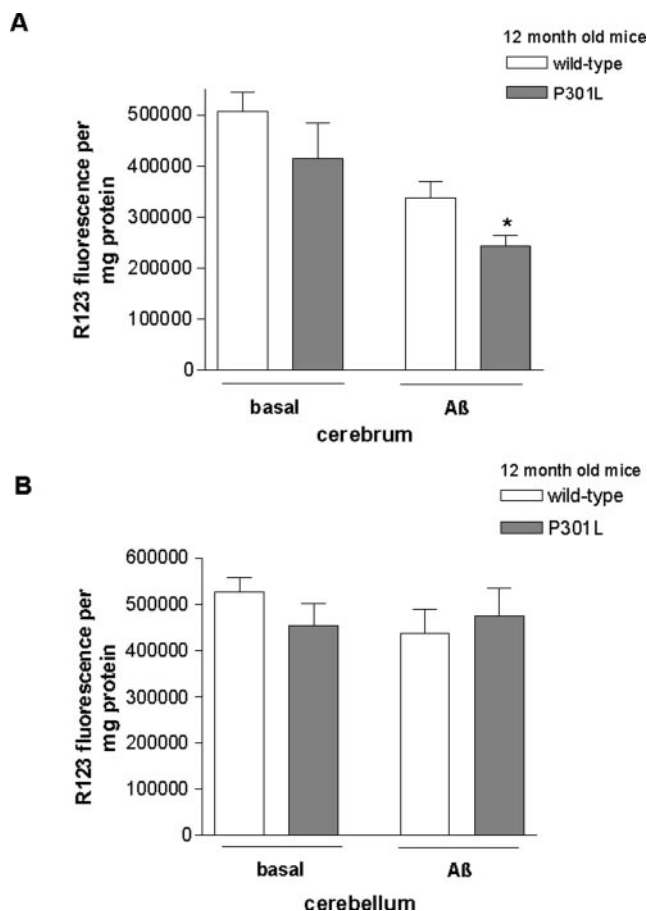 A
12 month old mice
wild-type
P301L
R123 fluorescence per
mg protein
500000
400000
300000
200000
100000
0
*
basal
Aß
cerebrum
B
12 month old mice
wild-type
P301L
R123 fluorescence per
mg protein
600000
500000
400000
300000
200000
100000
0
basal
Aß
cerebellum